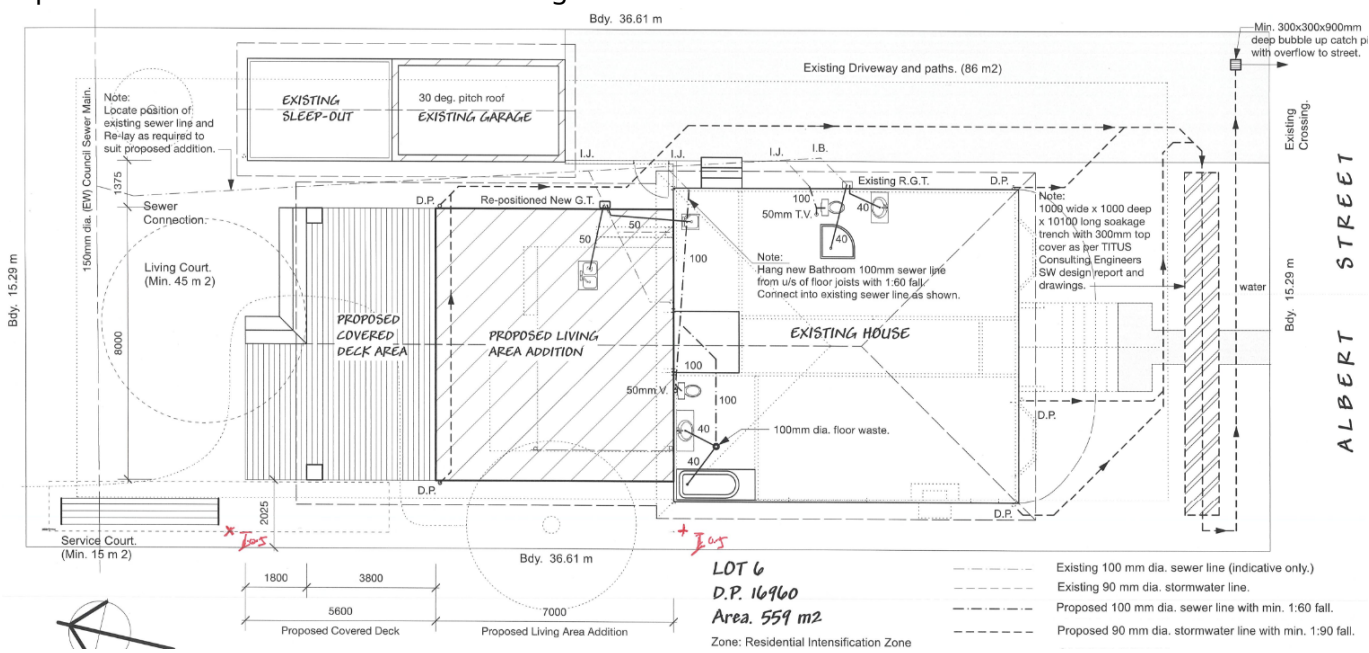 Bdy. 36.61 m
Min. 300x300x900mm
deep bubble up catch pi
with overflow to street.
Existing Driveway and paths. (86 m2)
Existing
Crossing.
Note:
Locate position of
existing sewer line and
Re-lay as required to
suit proposed addition.
EXISTING
SLEEP-OUT
30 deg. pitch roof
EXISTING GARAGE
150mm dia. (EW) Council Sewer Main.
1375
I.J.
I.J.
I.J.
I.B.
Existing R.G.T.
D.P.
D.P.
Re-positioned New G.T.
Sewer
Connection.
100
50mm T.V.
40
40
50
50
100
Note:
1000 wide x 1000 deep
x 10100 long soakage
trench with 300mm top
cover as per TITUS
Consulting Engineers
SW design report and
drawings.
Note:
Hang new Bathroom 100mm sewer line
from u/s of floor joists with 1:60 fall.
Connect into existing sewer line as shown.
Living Court.
(Min. 45 m 2)
Bdy. 15.29 m
8000
PROPOSED
COVERED
DECK AREA
PROPOSED LIVING
AREA ADDITION
EXISTING HOUSE
water
Bdy. 15.29 m
ALBERT STREET
100
50mm V.
100
40
40
100mm dia. floor waste.
D.P.
D.P.
D.P.
2025
Service Court.
(Min. 15 m 2)
Bdy. 36.61 m
1800
3800
5600
7000
Proposed Covered Deck
Proposed Living Area Addition
LOT 6
D.P. 16960
Area. 559 m2
Zone: Residential Intensification Zone
Existing 100 mm dia. sewer line (indicative only.)
Existing 90 mm dia. stormwater line.
Proposed 100 mm dia. sewer line with min. 1:60 fall.
Proposed 90 mm dia. stormwater line with min. 1:90 fall.